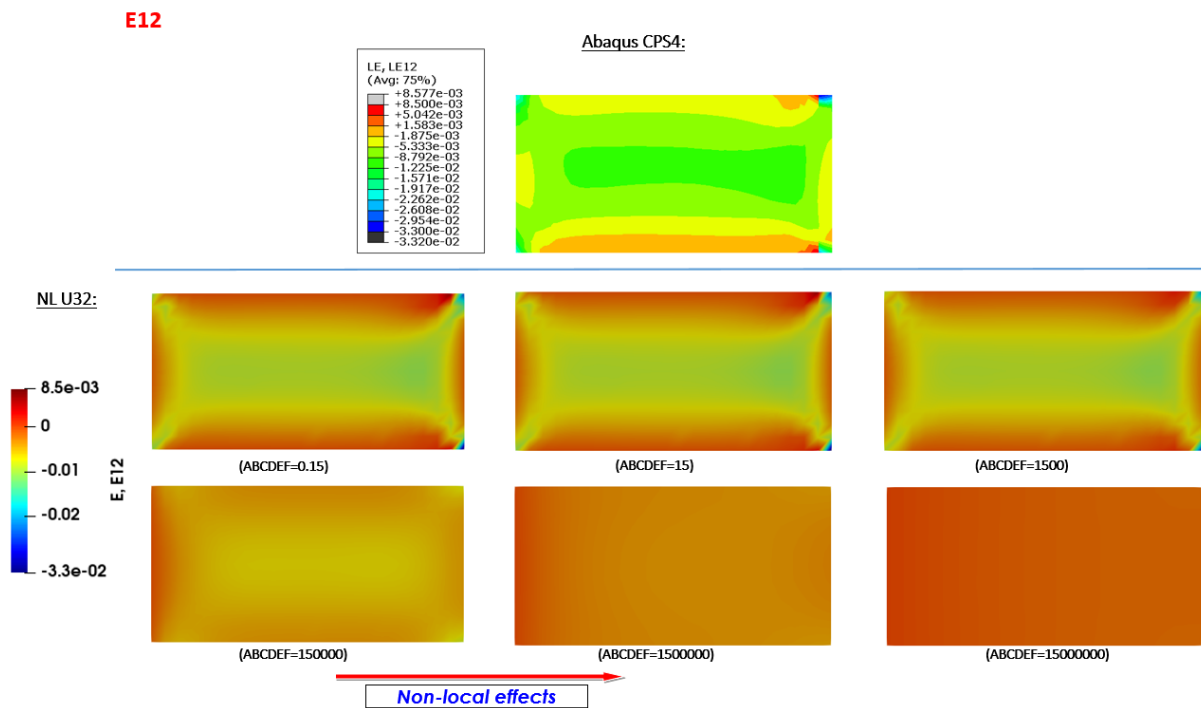 E12
Abaqus CPS4:
LE, LE12
(Avg: 75%)
+8.577e-03
+8.500e-03
+5.042e-03
+1.583e-03
-1.875e-03
-5.333e-03
-8.792e-03
-1.225e-02
-1.571e-02
-1.917e-02
-2.262e-02
-2.608e-02
-2.954e-02
-3.300e-02
-3.320e-02
NL U32:
8.5e-03
0
-0.01
-0.02
-3.3e-02
E, E12
(ABCDEF=0.15)
(ABCDEF=15)
(ABCDEF=1500)
(ABCDEF=150000)
(ABCDEF=1500000)
(ABCDEF=15000000)
Non-local effects